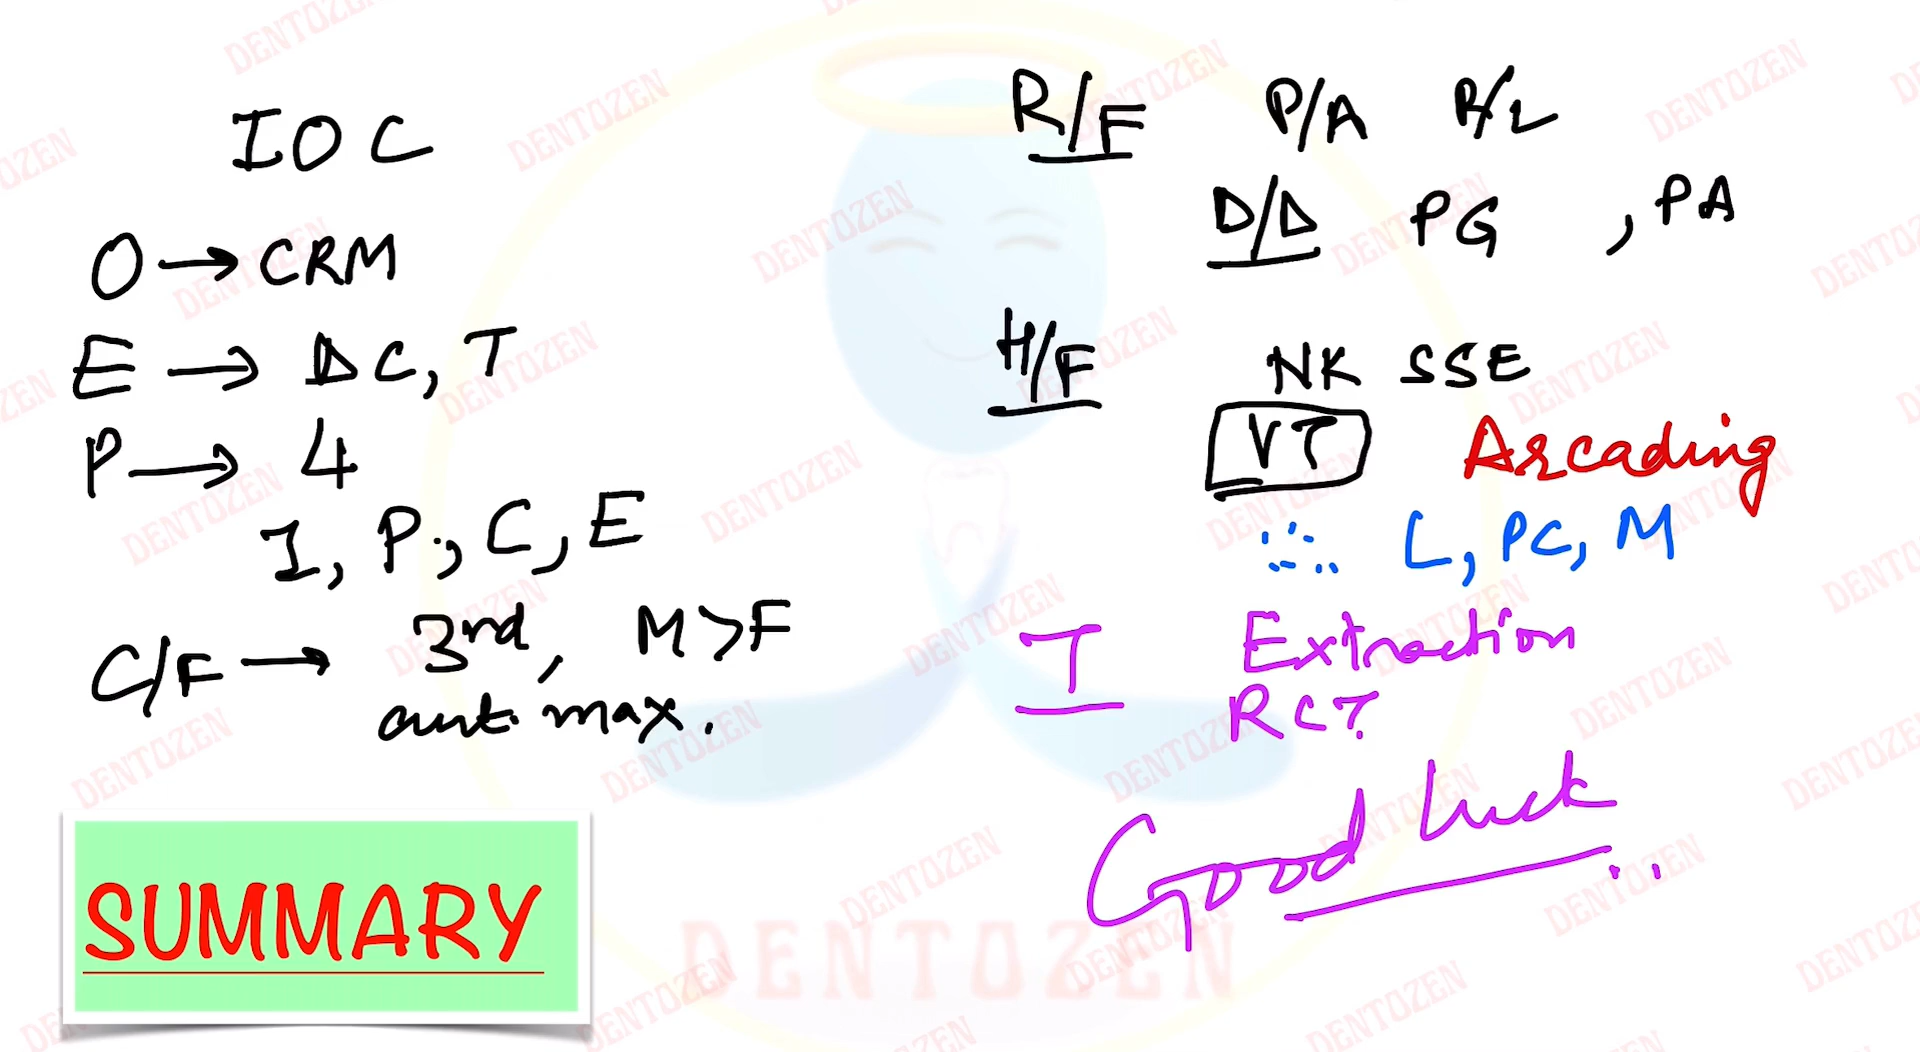 IOC
O → CRM
E → DC, T
P → 4
I, P, C, E
C/F → 3rd, M>F
ant. max.
SUMMARY
R/F P/A R/L
D/D PG , PA
H/F NK SSE
VT Arcading
∴ L, PC, M
T Extraction
RCT
Good luck..
DENTOZEN